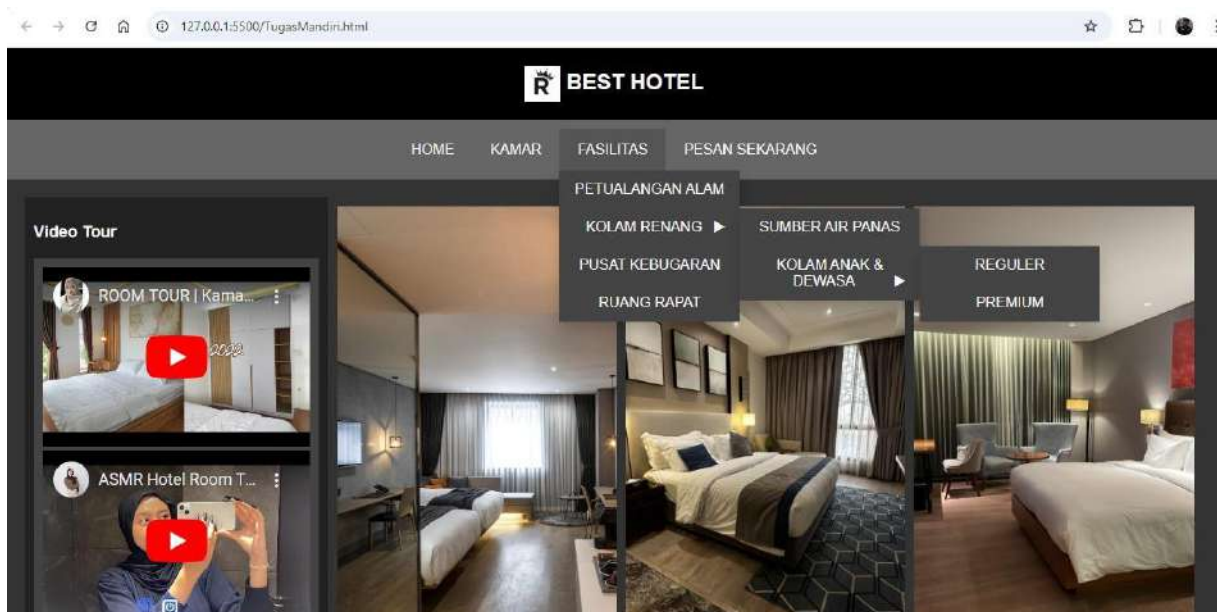 127.0.0.1:5500/TugasMandiri.html
R BEST HOTEL
HOME KAMAR FASILITAS PESAN SEKARANG
PETUALANGAN ALAM
KOLAM RENANG ▶ SUMBER AIR PANAS
PUSAT KEBUGARAN KOLAM ANAK &
DEWASA ▶ REGULER
RUANG RAPAT PREMIUM
Video Tour
ROOM TOUR | Kama...
2022
ASMR Hotel Room T...